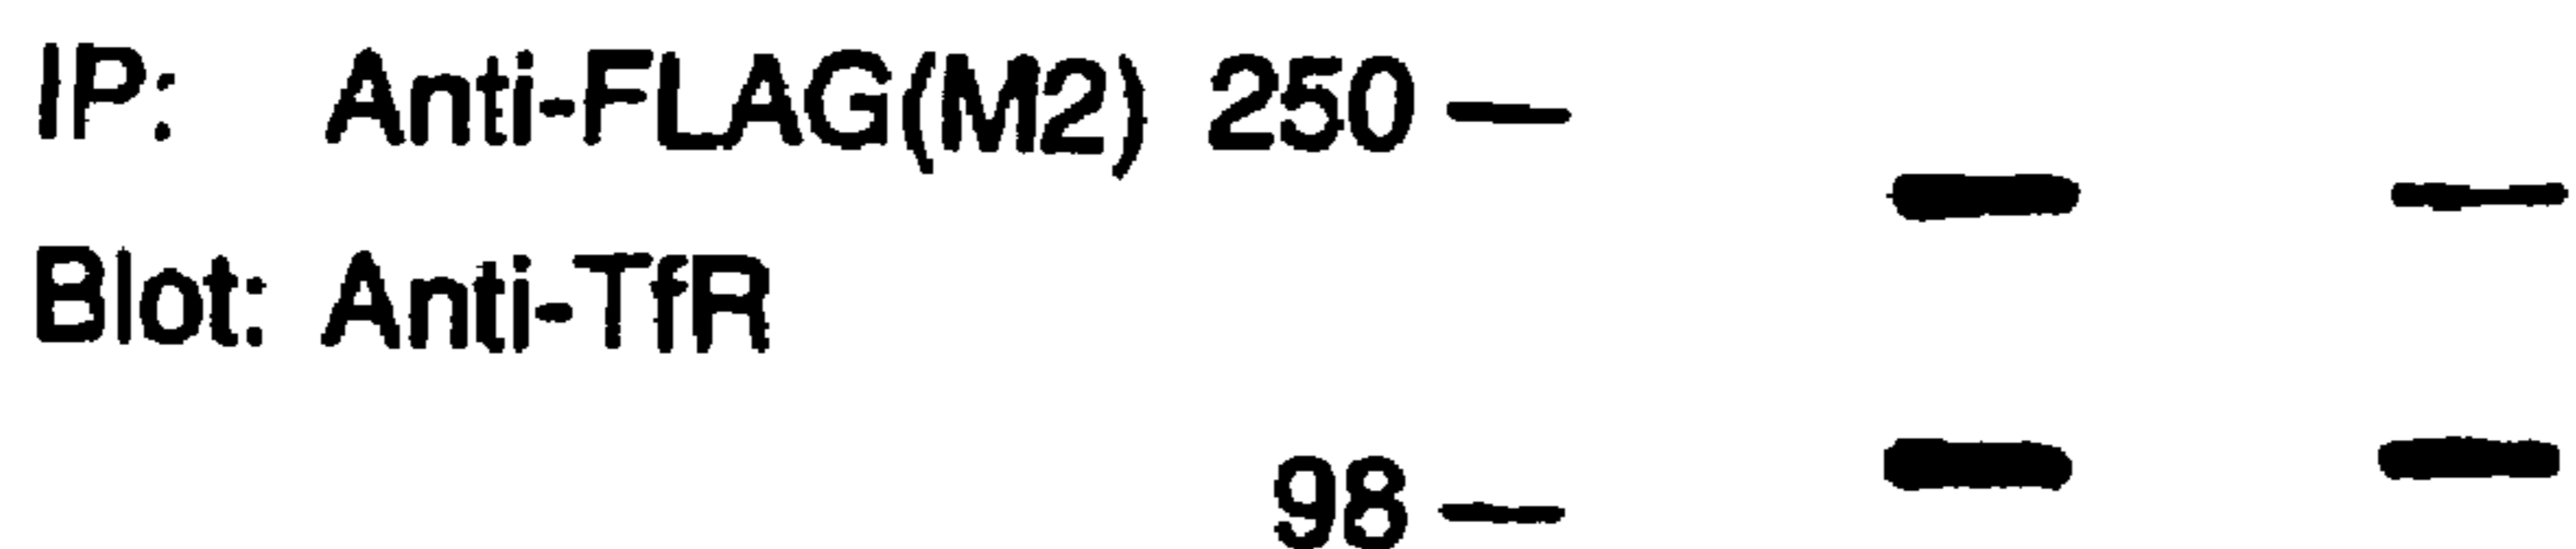 IP: Anti-FLAG(M2) 250 —
Blot: Anti-TfR
98 —